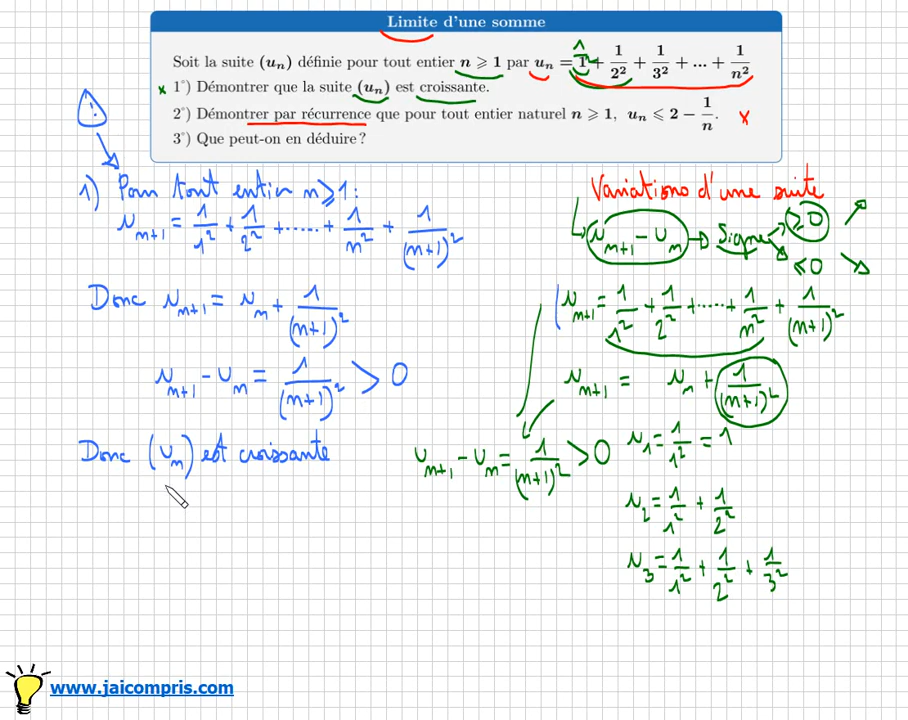 Limite d'une somme
Soit la suite (uₙ) définie pour tout entier n ⩾ 1 par uₙ = 1 + 1/2² + 1/3² + ... + 1/n²
1°) Démontrer que la suite (uₙ) est croissante.
2°) Démontrer par récurrence que pour tout entier naturel n ⩾ 1, uₙ ⩽ 2 − 1/n.
3°) Que peut-on en déduire ?
1) Pour tout entier n ⩾ 1 :
uₙ₊₁ = 1/1² + 1/2² + ..... + 1/n² + 1/(n+1)²
Donc uₙ₊₁ = uₙ + 1/(n+1)²
uₙ₊₁ − uₙ = 1/(n+1)² > 0
Donc (uₙ) est croissante
Variations d'une suite
uₙ₊₁ − uₙ → Signe ⩾ 0 ↗
⩽ 0 ↘
uₙ₊₁ = 1/1² + 1/2² + ..... + 1/n² + 1/(n+1)²
uₙ₊₁ = uₙ + 1/(n+1)²
uₙ₊₁ − uₙ = 1/(n+1)² > 0
u₁ = 1/1² = 1
u₂ = 1/1² + 1/2²
u₃ = 1/1² + 1/2² + 1/3²
www.jaicompris.com